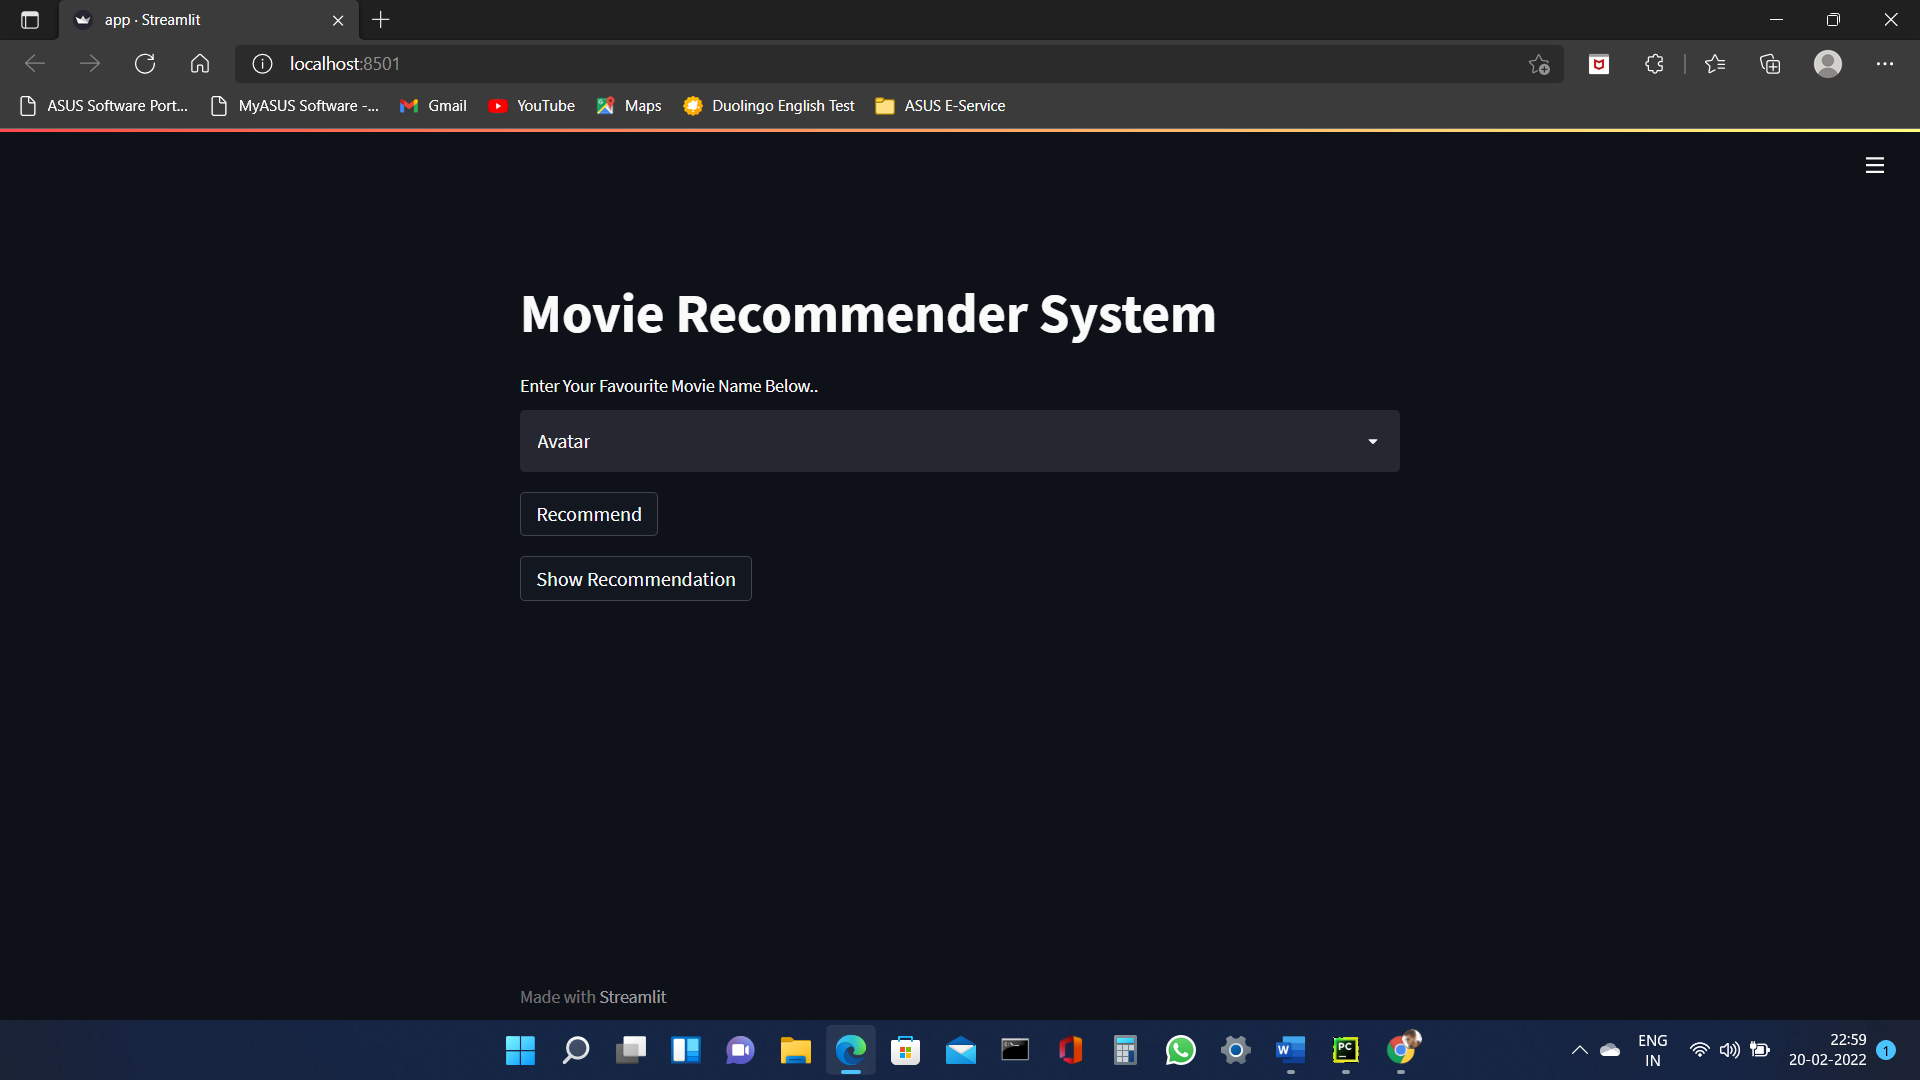 app · Streamlit
localhost:8501
ASUS Software Port...
MyASUS Software -...
Gmail
YouTube
Maps
Duolingo English Test
ASUS E-Service
Movie Recommender System
Enter Your Favourite Movie Name Below..
Avatar
Recommend
Show Recommendation
Made with Streamlit
W
PC
ENG
IN
22:59
20-02-2022
1